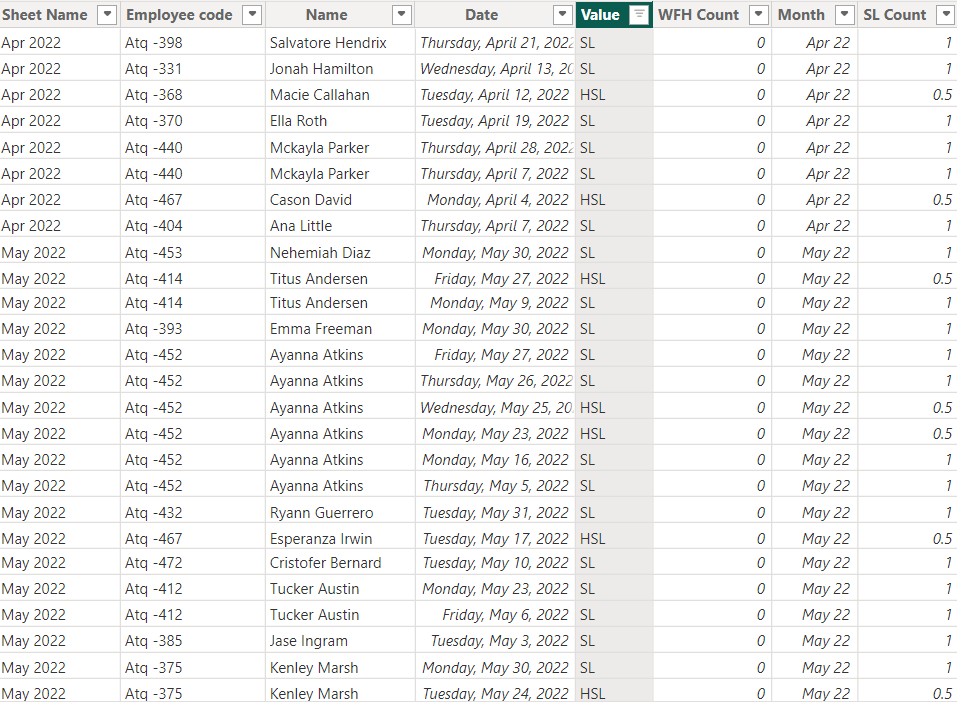 Sheet Name Employee code Name Date Value WFH Count Month SL Count
Apr 2022 Atq -398 Salvatore Hendrix Thursday, April 21, 2022 SL 0 Apr 22 1
Apr 2022 Atq -331 Jonah Hamilton Wednesday, April 13, 20 SL 0 Apr 22 1
Apr 2022 Atq -368 Macie Callahan Tuesday, April 12, 2022 HSL 0 Apr 22 0.5
Apr 2022 Atq -370 Ella Roth Tuesday, April 19, 2022 SL 0 Apr 22 1
Apr 2022 Atq -440 Mckayla Parker Thursday, April 28, 2022 SL 0 Apr 22 1
Apr 2022 Atq -440 Mckayla Parker Thursday, April 7, 2022 SL 0 Apr 22 1
Apr 2022 Atq -467 Cason David Monday, April 4, 2022 HSL 0 Apr 22 0.5
Apr 2022 Atq -404 Ana Little Thursday, April 7, 2022 SL 0 Apr 22 1
May 2022 Atq -453 Nehemiah Diaz Monday, May 30, 2022 SL 0 May 22 1
May 2022 Atq -414 Titus Andersen Friday, May 27, 2022 HSL 0 May 22 0.5
May 2022 Atq -414 Titus Andersen Monday, May 9, 2022 SL 0 May 22 1
May 2022 Atq -393 Emma Freeman Monday, May 30, 2022 SL 0 May 22 1
May 2022 Atq -452 Ayanna Atkins Friday, May 27, 2022 SL 0 May 22 1
May 2022 Atq -452 Ayanna Atkins Thursday, May 26, 2022 SL 0 May 22 1
May 2022 Atq -452 Ayanna Atkins Wednesday, May 25, 20 HSL 0 May 22 0.5
May 2022 Atq -452 Ayanna Atkins Monday, May 23, 2022 HSL 0 May 22 0.5
May 2022 Atq -452 Ayanna Atkins Monday, May 16, 2022 SL 0 May 22 1
May 2022 Atq -452 Ayanna Atkins Thursday, May 5, 2022 SL 0 May 22 1
May 2022 Atq -432 Ryann Guerrero Tuesday, May 31, 2022 SL 0 May 22 1
May 2022 Atq -467 Esperanza Irwin Tuesday, May 17, 2022 HSL 0 May 22 0.5
May 2022 Atq -472 Cristofer Bernard Tuesday, May 10, 2022 SL 0 May 22 1
May 2022 Atq -412 Tucker Austin Monday, May 23, 2022 SL 0 May 22 1
May 2022 Atq -412 Tucker Austin Friday, May 6, 2022 SL 0 May 22 1
May 2022 Atq -385 Jase Ingram Tuesday, May 3, 2022 SL 0 May 22 1
May 2022 Atq -375 Kenley Marsh Monday, May 30, 2022 SL 0 May 22 1
May 2022 Atq -375 Kenley Marsh Tuesday, May 24, 2022 HSL 0 May 22 0.5